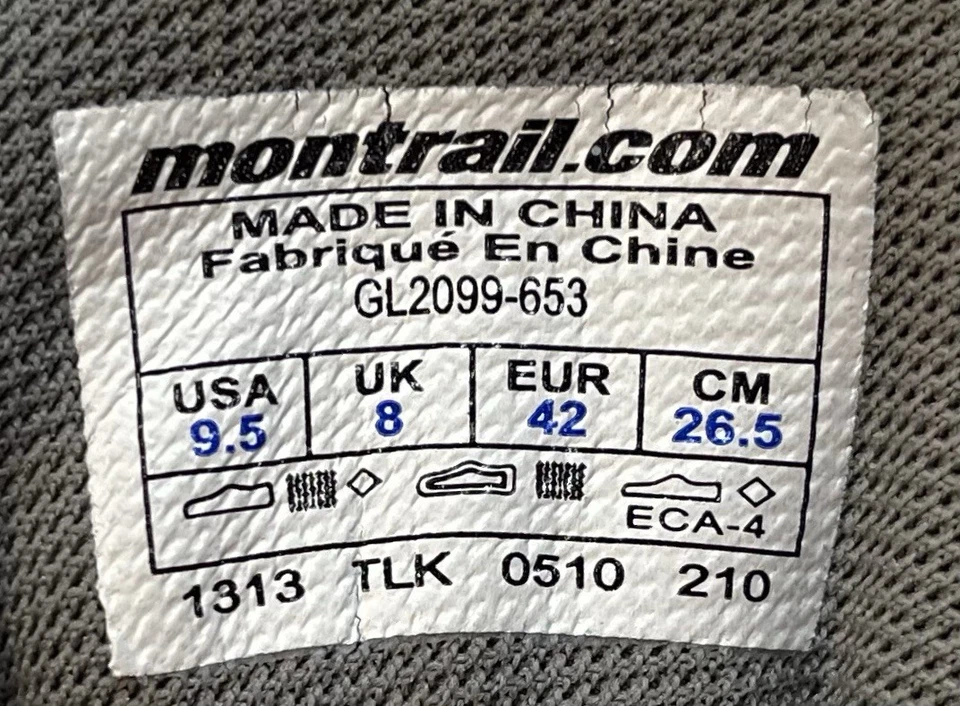 montrail.com
MADE IN CHINA
Fabriqué En Chine
GL2099-653
USA UK EUR CM
9.5 8 42 26.5
ECA-4
1313 TLK 0510 210